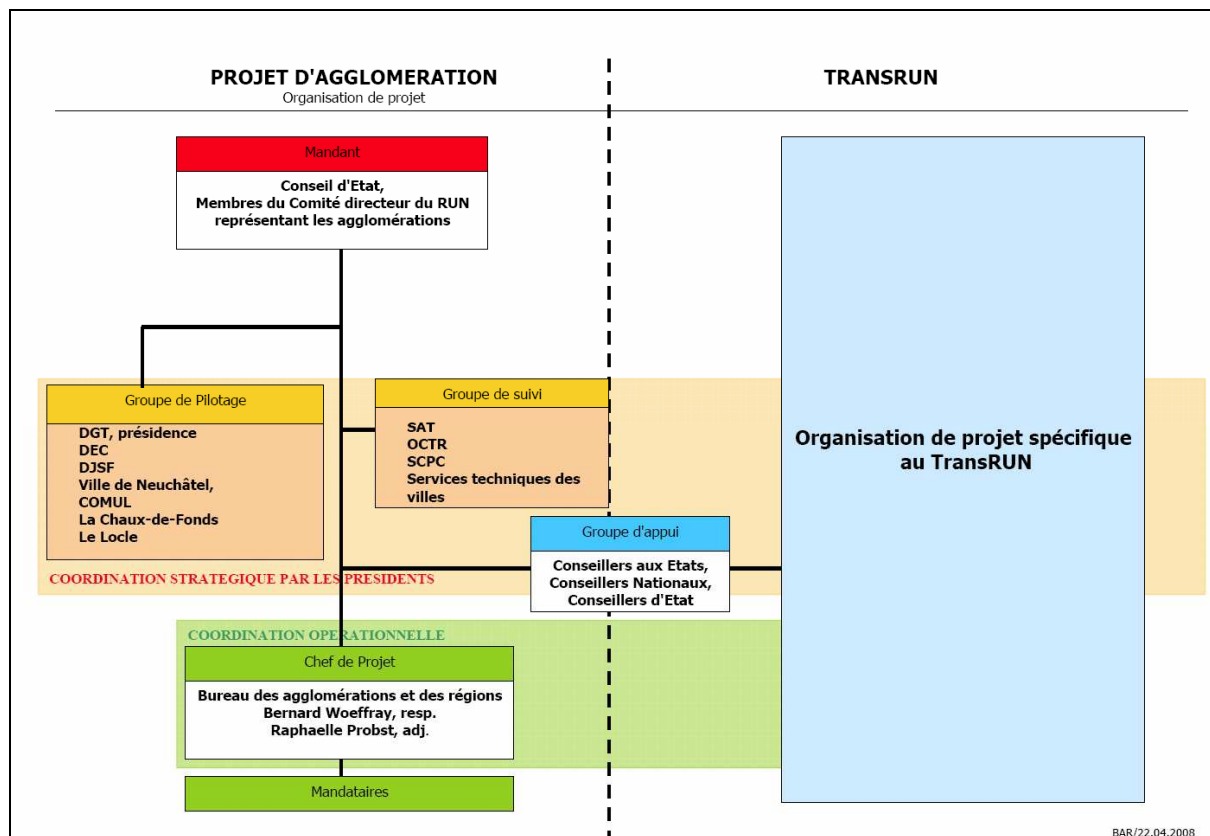 PROJET D'AGGLOMERATION
Organisation de projet
TRANSRUN
Mandant
Conseil d'Etat,
Membres du Comité directeur du RUN
représentant les agglomérations
Groupe de Pilotage
DGT, présidence
DEC
DJSF
Ville de Neuchâtel,
COMUL
La Chaux-de-Fonds
Le Locle
Groupe de suivi
SAT
OCTR
SCPC
Services techniques des
villes
Organisation de projet spécifique
au TransRUN
Groupe d'appui
Conseillers aux Etats,
Conseillers Nationaux,
Conseillers d'Etat
COORDINATION STRATEGIQUE PAR LES PRESIDENTS
COORDINATION OPERATIONNELLE
Chef de Projet
Bureau des agglomérations et des régions
Bernard Woeffray, resp.
Raphaelle Probst, adj.
Mandataires
BAR/22.04.2008